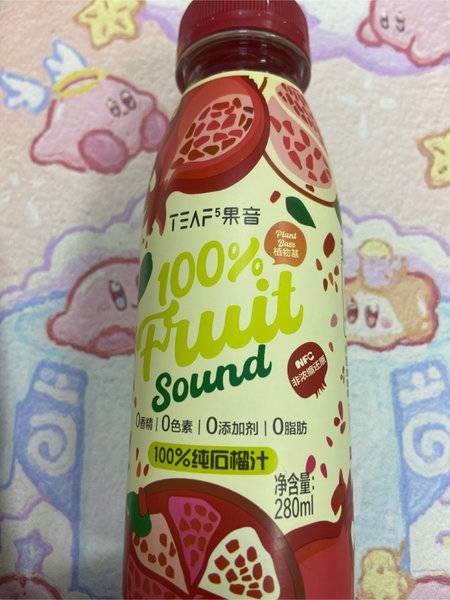 TEAF⁵果音
Plant
Base
植物基
100%
Fruit
Sound
NFC
非浓缩还原
0香精|0色素|0添加剂|0脂肪
100%纯石榴汁
净含量:
280ml